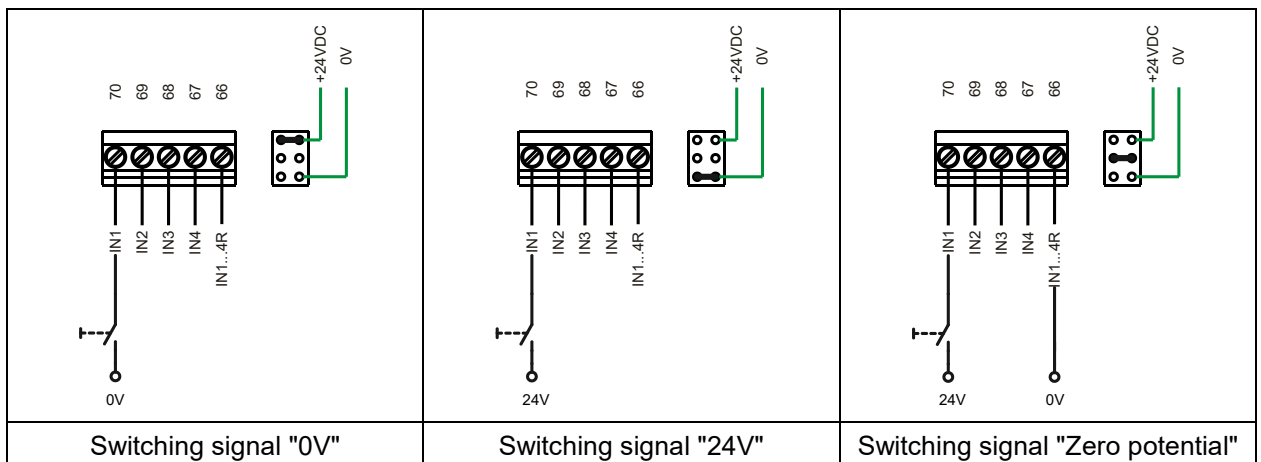 70 69 68 67 66 +24VDC 0V
IN1 IN2 IN3 IN4 IN1...4R
0V
Switching signal "0V"
70 69 68 67 66 +24VDC 0V
IN1 IN2 IN3 IN4 IN1...4R
24V
Switching signal "24V"
70 69 68 67 66 +24VDC 0V
IN1 IN2 IN3 IN4 IN1...4R
24V 0V
Switching signal "Zero potential"